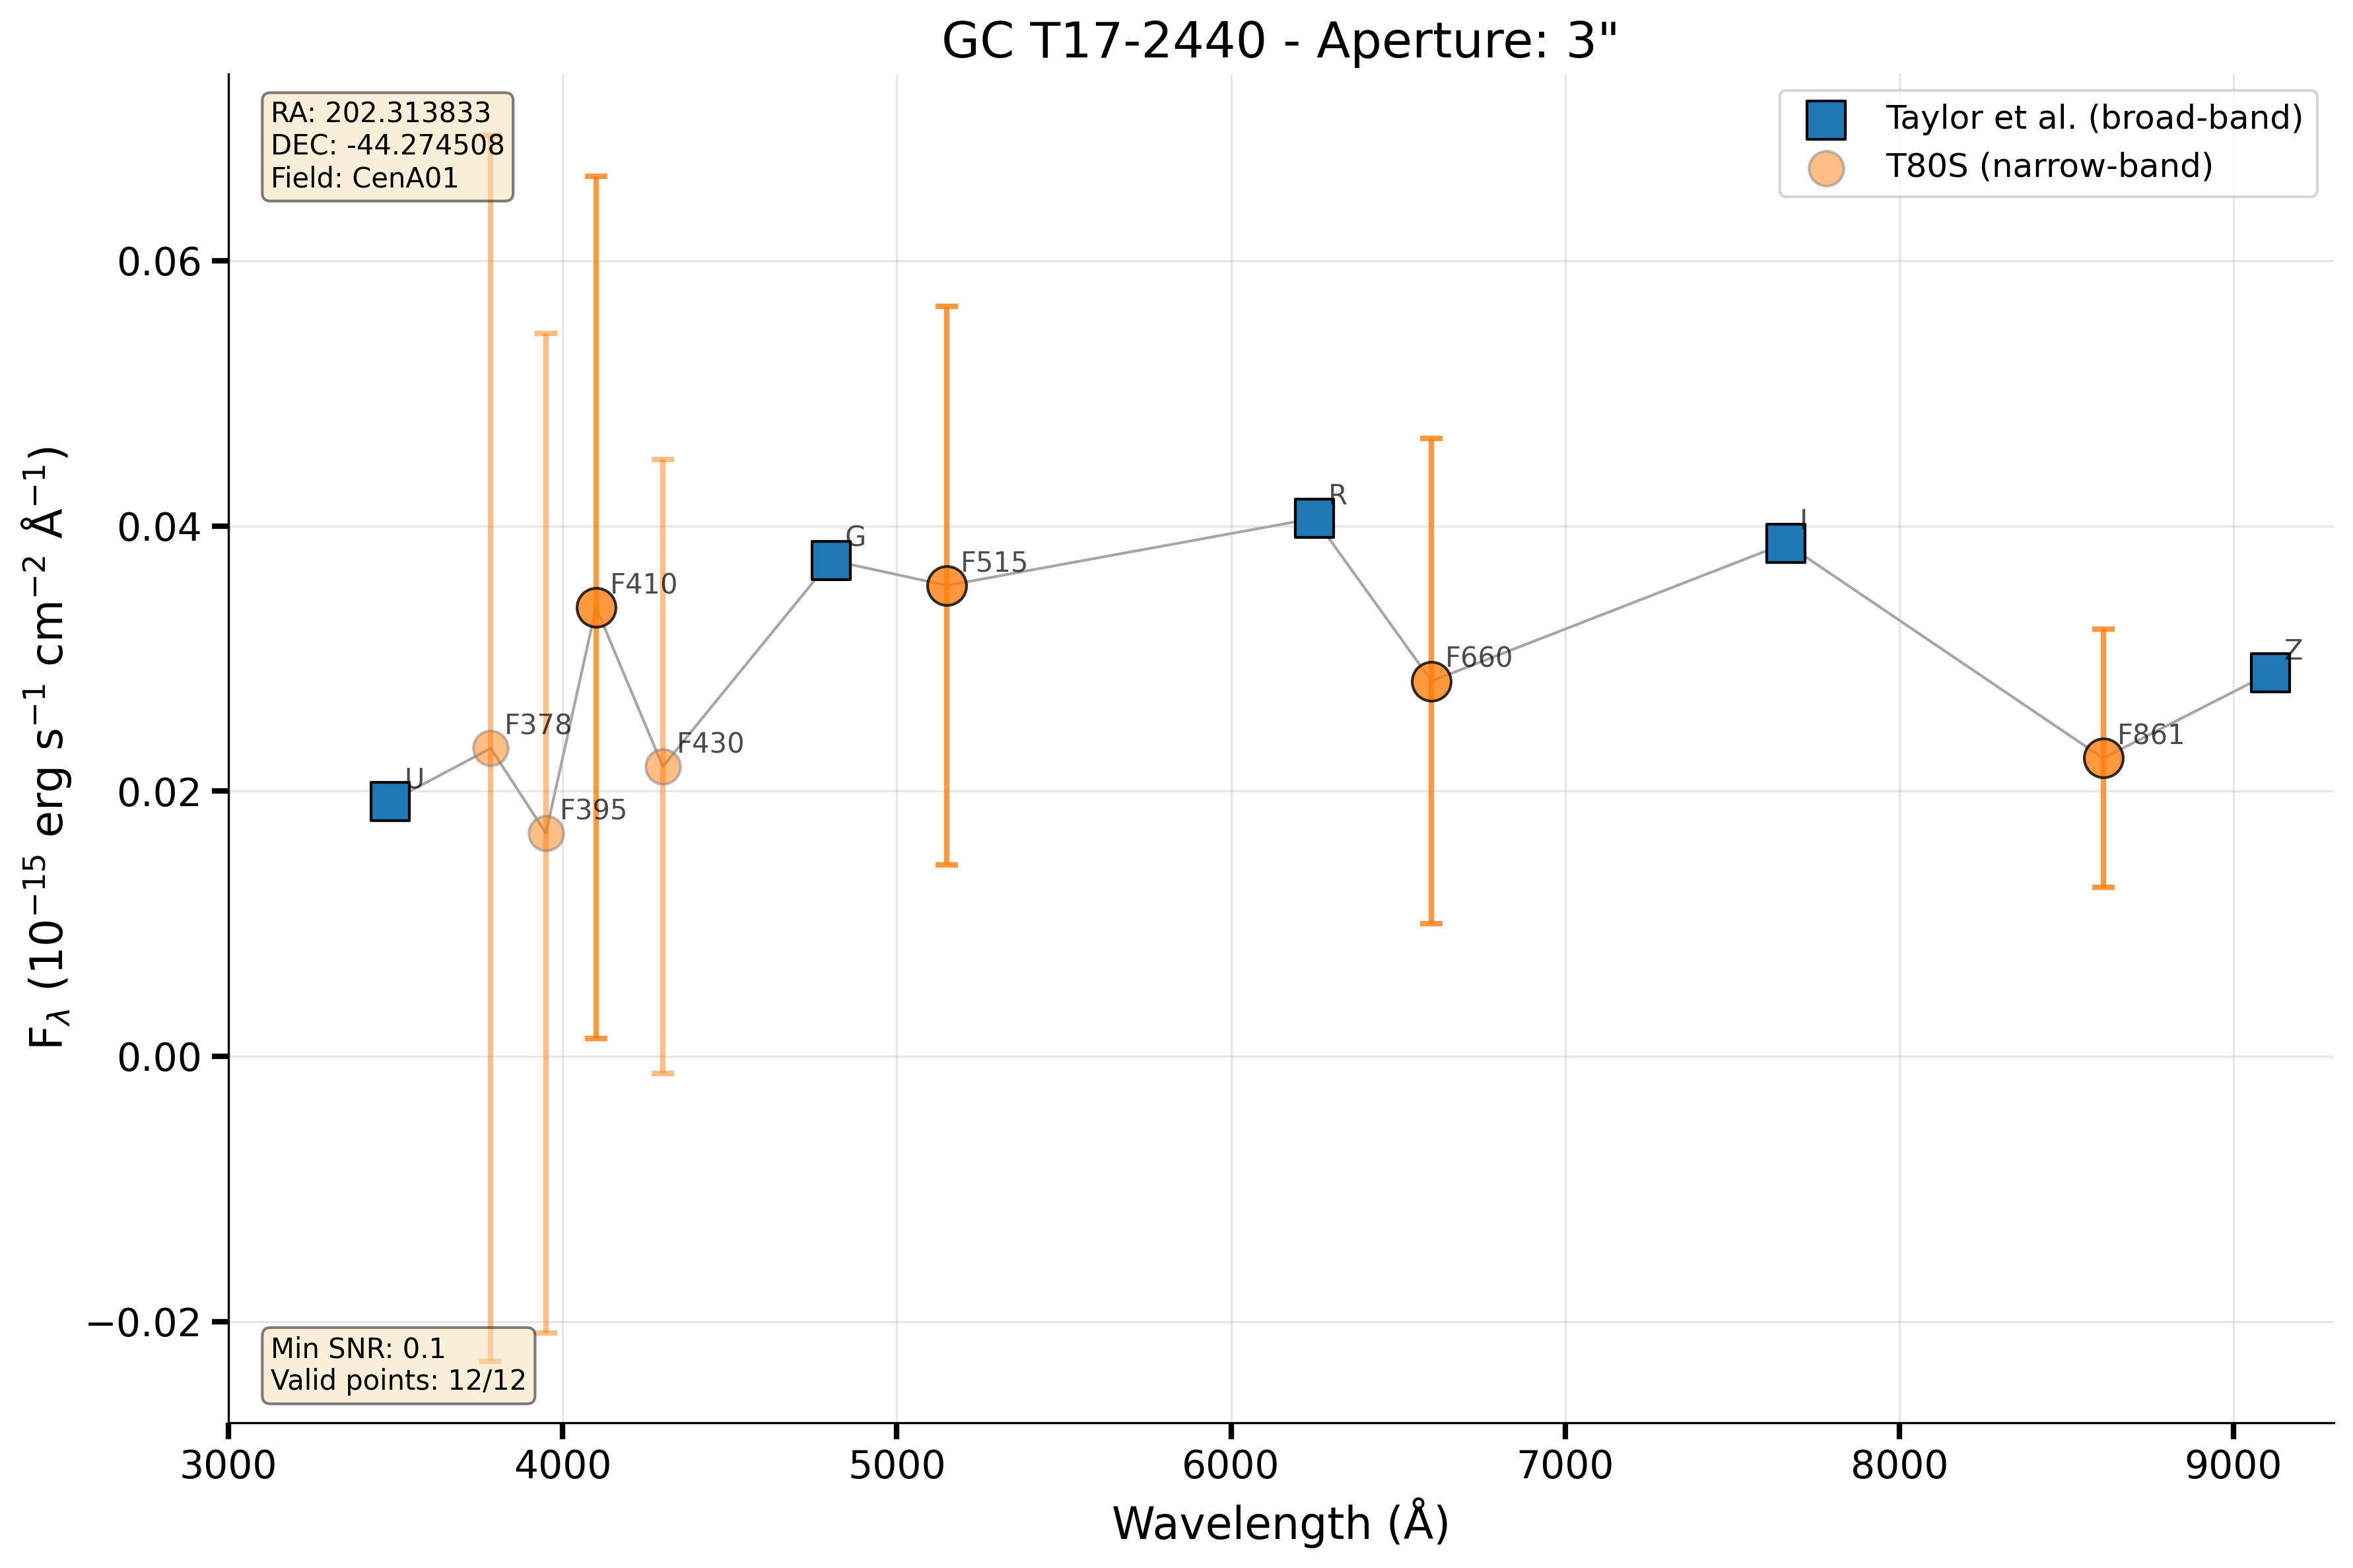 GC T17-2440 - Aperture: 3"
RA: 202.313833
DEC: -44.274508
Field: CenA01
Taylor et al. (broad-band)
T80S (narrow-band)
0.06
0.04
0.02
0.00
−0.02
F_λ (10⁻¹⁵ erg s⁻¹ cm⁻² Å⁻¹)
U
F378
F395
F410
F430
G
F515
R
F660
I
F861
Z
Min SNR: 0.1
Valid points: 12/12
3000 4000 5000 6000 7000 8000 9000
Wavelength (Å)